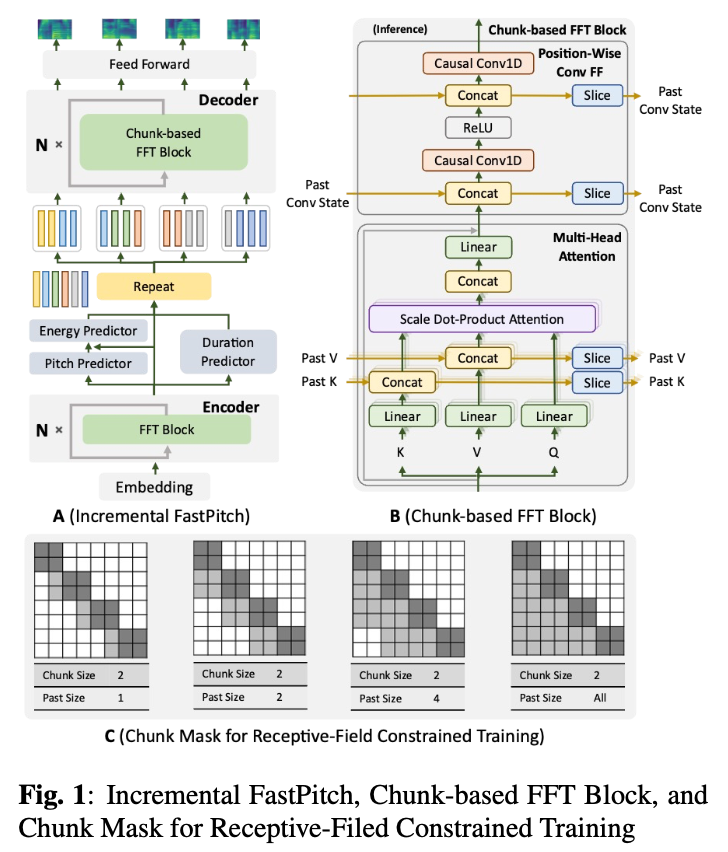 Feed Forward
Decoder
N ×
Chunk-based
FFT Block
Repeat
Energy Predictor
Pitch Predictor
Duration
Predictor
Encoder
N ×
FFT Block
Embedding
A (Incremental FastPitch)
(Inference)
Chunk-based FFT Block
Position-Wise
Conv FF
Causal Conv1D
Concat
Slice
Past
Conv State
ReLU
Causal Conv1D
Past
Conv State
Concat
Slice
Past
Conv State
Multi-Head
Attention
Linear
Concat
Scale Dot-Product Attention
Past V
Concat
Slice
Past V
Past K
Concat
Slice
Past K
Linear
Linear
Linear
K
V
Q
B (Chunk-based FFT Block)
Chunk Size 2
Past Size 1
Chunk Size 2
Past Size 2
Chunk Size 2
Past Size 4
Chunk Size 2
Past Size All
C (Chunk Mask for Receptive-Field Constrained Training)
Fig. 1: Incremental FastPitch, Chunk-based FFT Block, and
Chunk Mask for Receptive-Filed Constrained Training